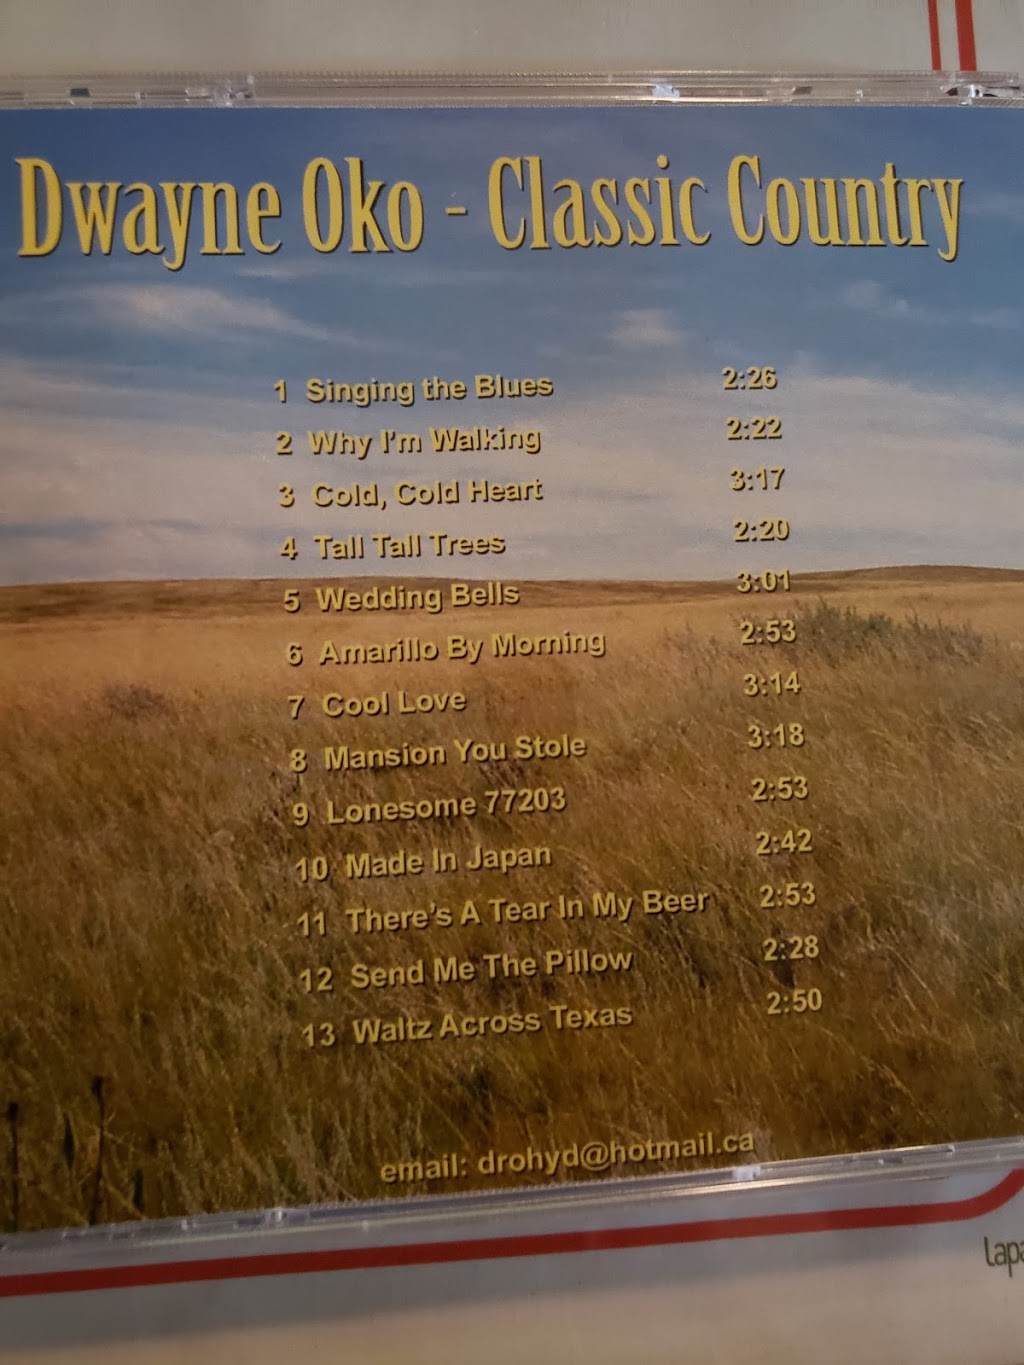 Dwayne Oko - Classic Country
1 Singing the Blues 2:26
2 Why I'm Walking 2:22
3 Cold, Cold Heart 3:17
4 Tall Tall Trees 2:20
5 Wedding Bells 3:01
6 Amarillo By Morning 2:53
7 Cool Love 3:14
8 Mansion You Stole 3:18
9 Lonesome 77203 2:53
10 Made In Japan 2:42
11 There's A Tear In My Beer 2:53
12 Send Me The Pillow 2:28
13 Waltz Across Texas 2:50
email: drohyd@hotmail.ca